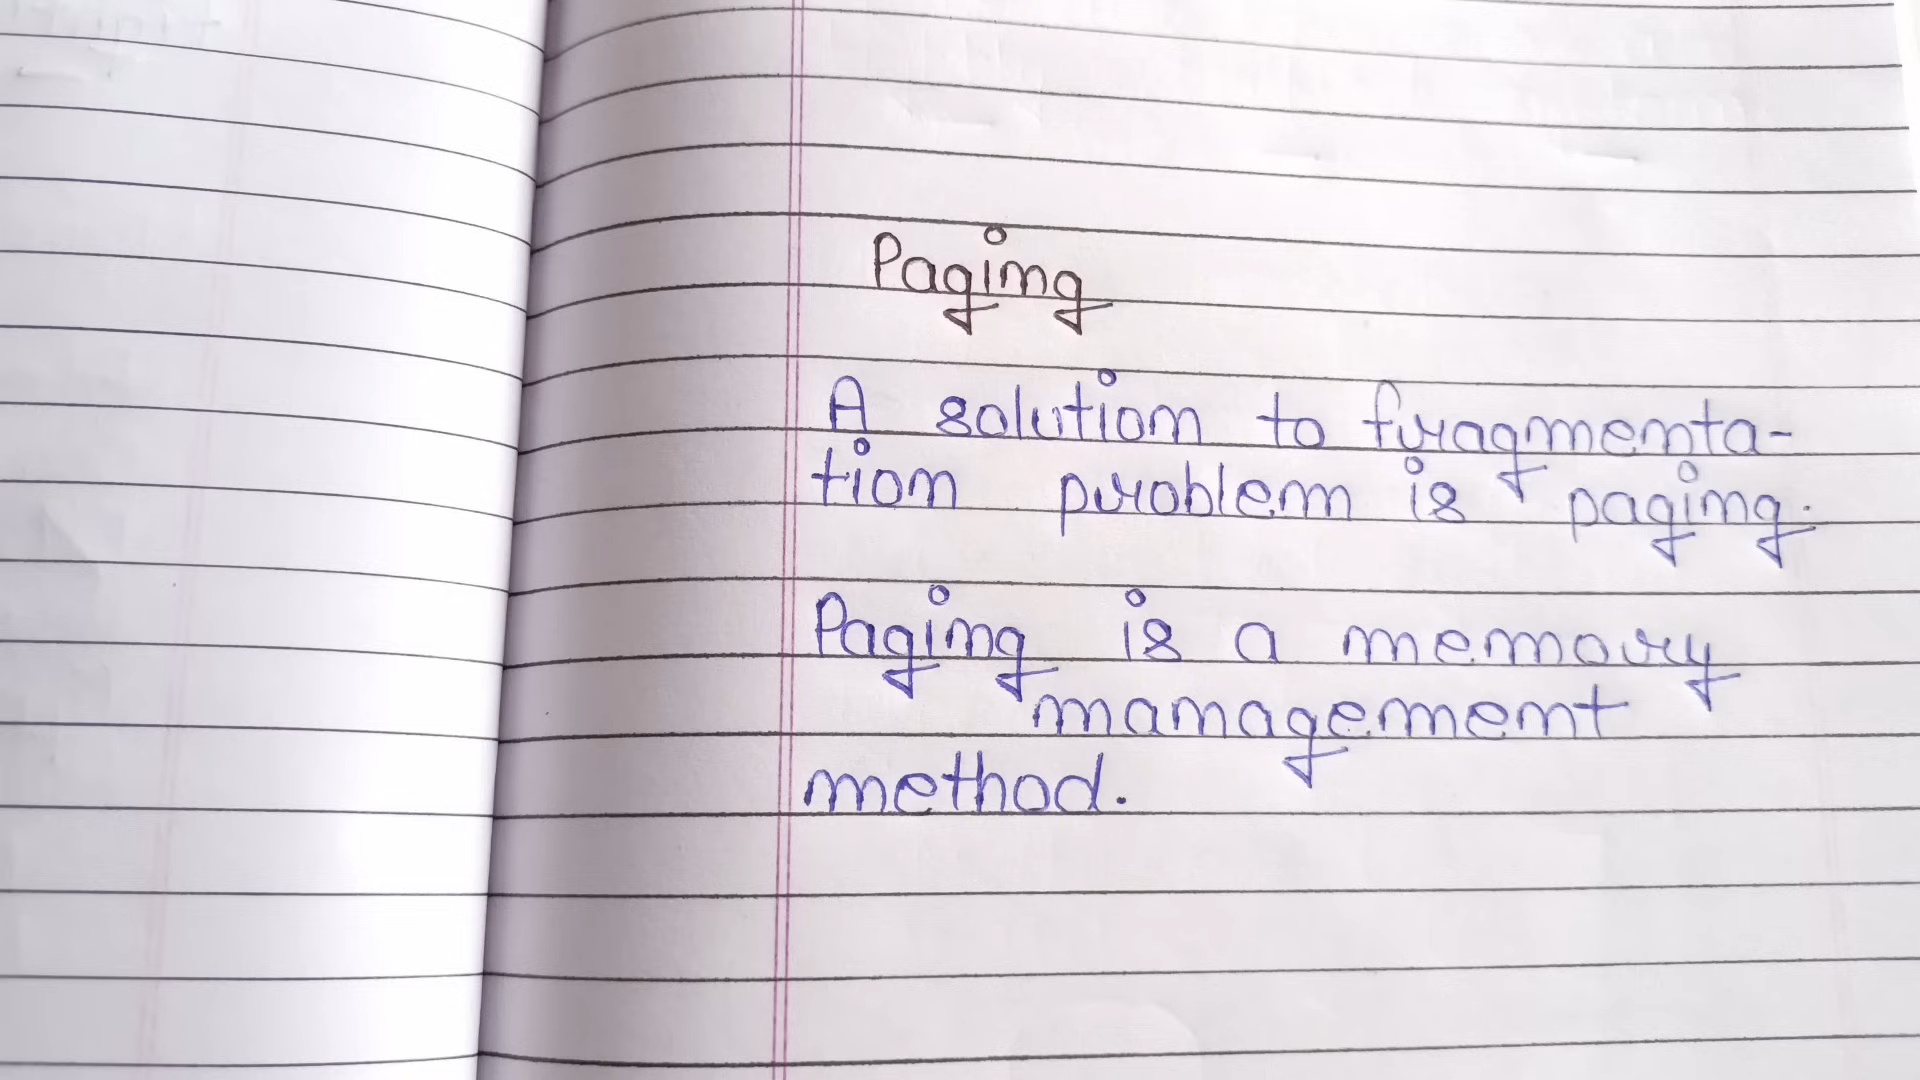 Paging
A solution to fragmenta-
tion problem is paging.
Paging is a memory
management
method.